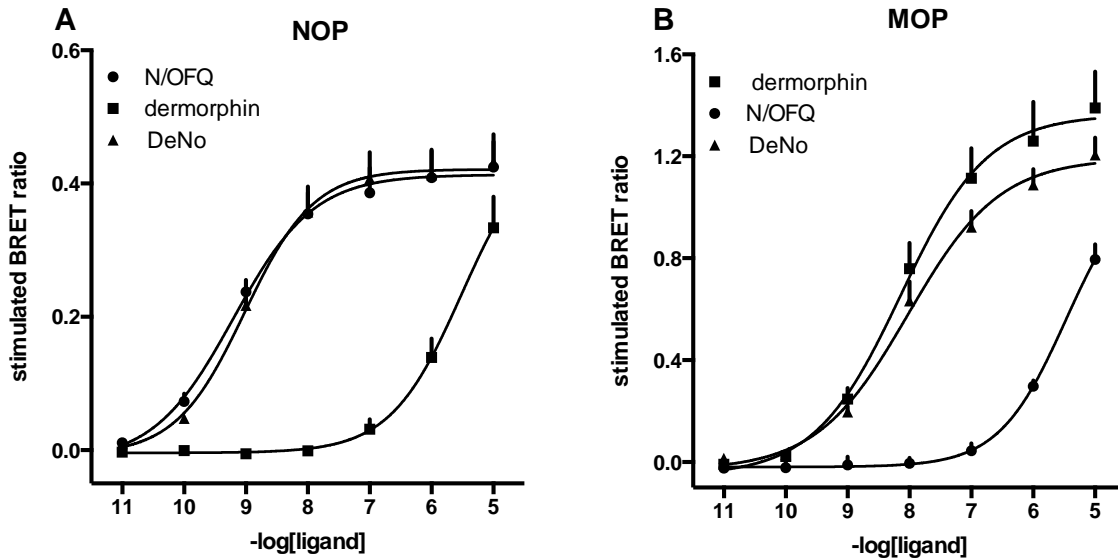 A
NOP
stimulated BRET ratio
0.6
0.4
0.2
0.0
N/OFQ
dermorphin
DeNo
11 10 9 8 7 6 5
-log[ligand]
B
MOP
stimulated BRET ratio
1.6
1.2
0.8
0.4
0.0
dermorphin
N/OFQ
DeNo
11 10 9 8 7 6 5
-log[ligand]